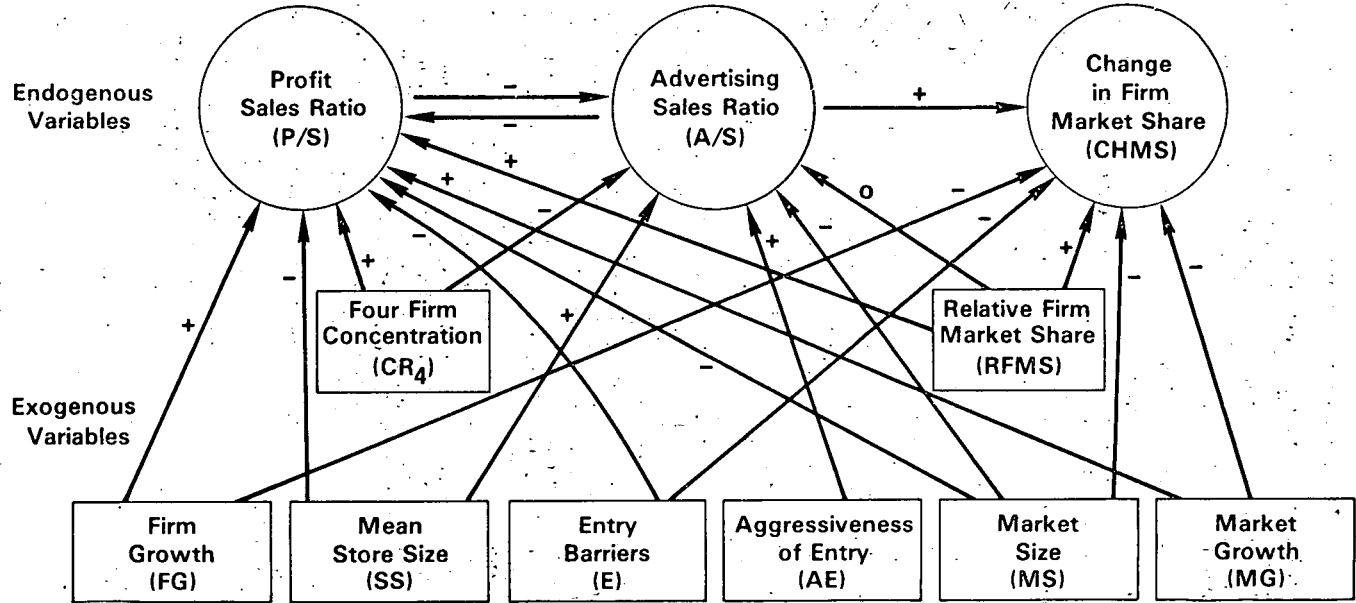 Endogenous
Variables
Profit
Sales Ratio
(P/S)
Advertising
Sales Ratio
(A/S)
Change
in Firm
Market Share
(CHMS)
-
-
+
+
+
-
-
o
-
-
-
+
+
-
+
-
-
+
+
-
Four Firm
Concentration
(CR4)
Relative Firm
Market Share
(RFMS)
Exogenous
Variables
Firm
Growth
(FG)
Mean
Store Size
(SS)
Entry
Barriers
(E)
Aggressiveness
of Entry
(AE)
Market
Size
(MS)
Market
Growth
(MG)